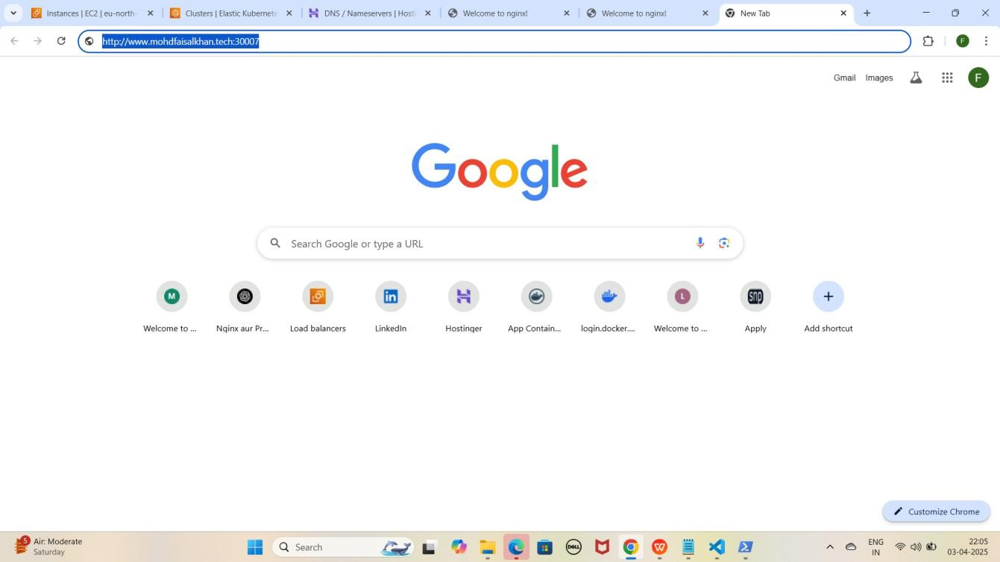 Instances | EC2 | eu-north-
Clusters | Elastic Kubernete
DNS / Nameservers | Hosti
Welcome to nginx!
Welcome to nginx!
New Tab
http://www.mohdfaisalkhan.tech:30007
F
Gmail
Images
F
Google
Search Google or type a URL
M
L
snp
Welcome to ...
Nginx aur Pr...
Load balancers
LinkedIn
Hostinger
App Contain...
login.docker....
Welcome to ...
Apply
Add shortcut
Customize Chrome
5
Air: Moderate
Saturday
Search
DELL
W
ENG
IN
22:05
03-04-2025